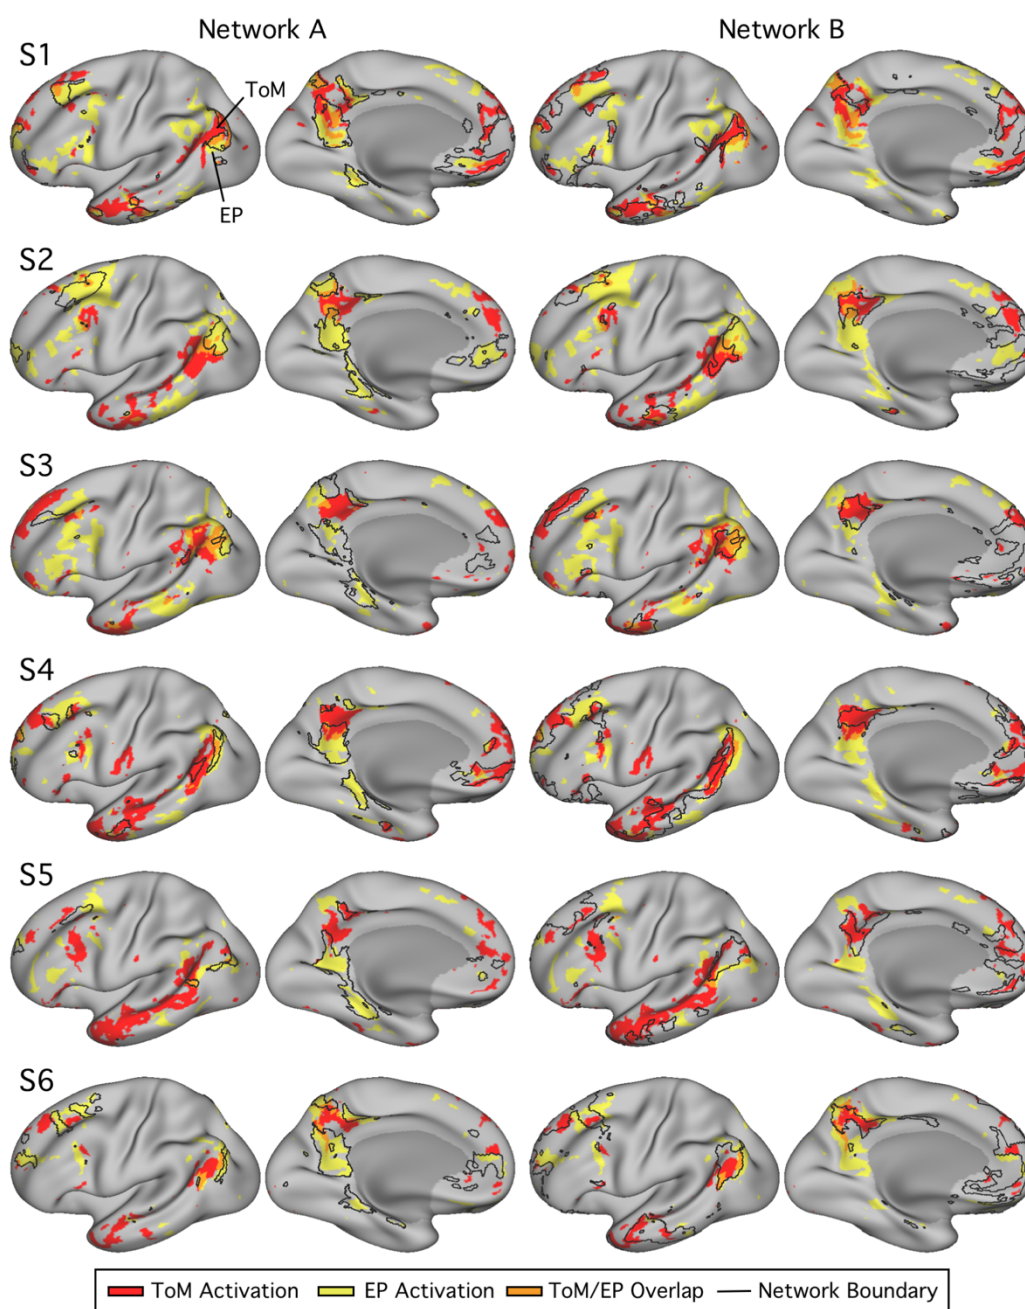 Network A Network B
S1
ToM
EP
S2
S3
S4
S5
S6
ToM Activation EP Activation ToM/EP Overlap Network Boundary